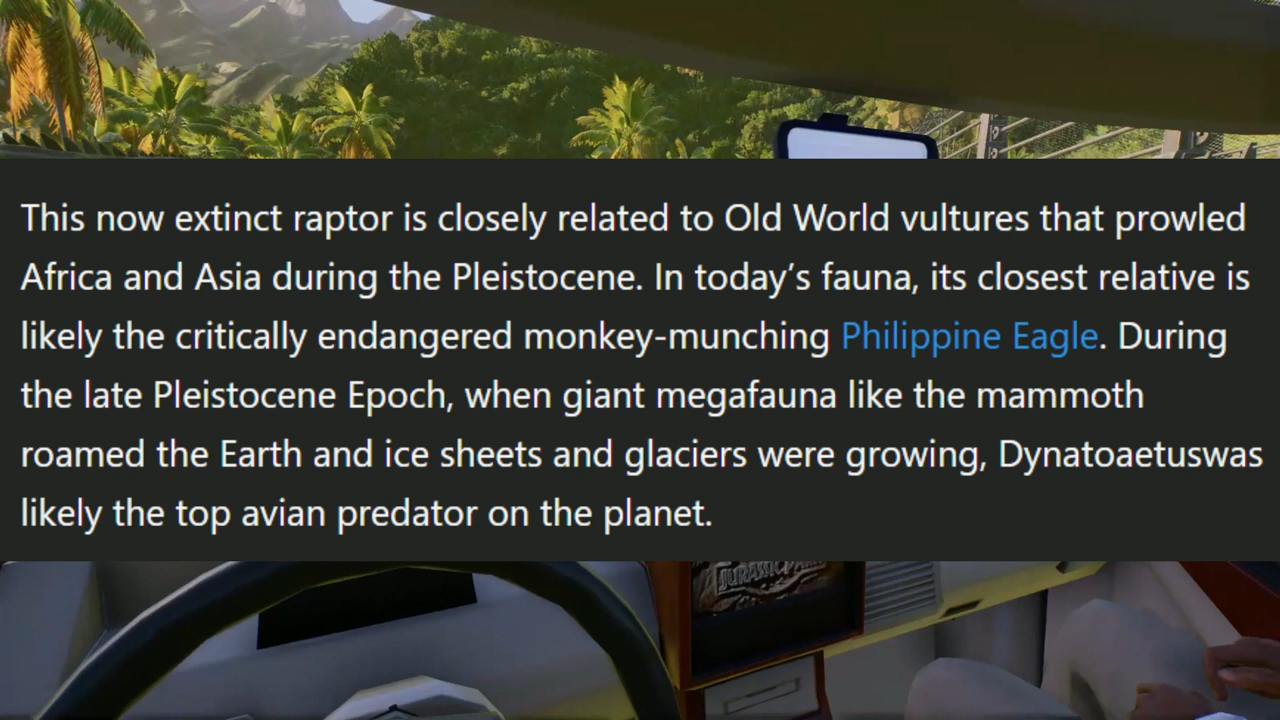 This now extinct raptor is closely related to Old World vultures that prowled
Africa and Asia during the Pleistocene. In today’s fauna, its closest relative is
likely the critically endangered monkey-munching Philippine Eagle. During
the late Pleistocene Epoch, when giant megafauna like the mammoth
roamed the Earth and ice sheets and glaciers were growing, Dynatoaetuswas
likely the top avian predator on the planet.
JURASSIC PARK